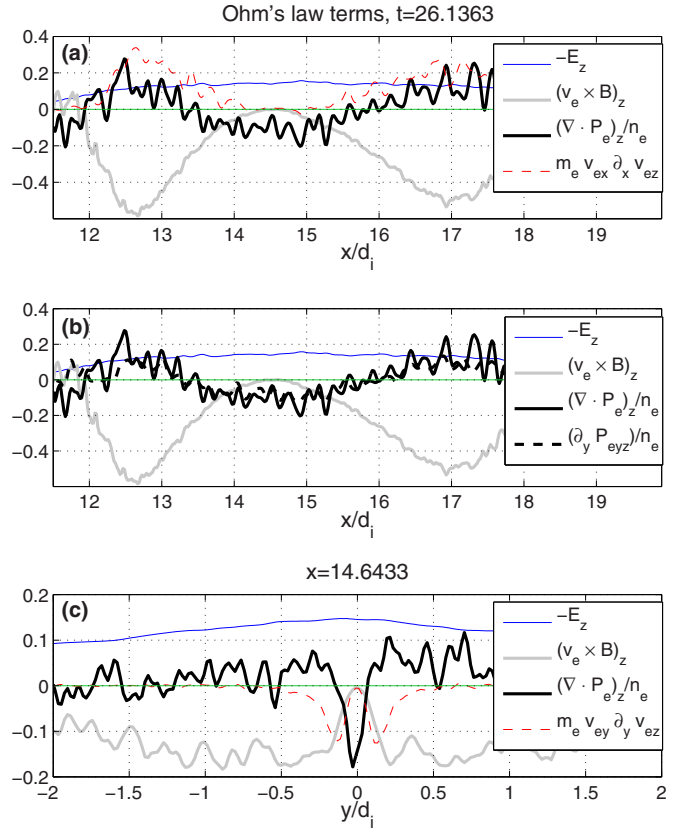 Ohm's law terms, t=26.1363
(a)
0.4
0.2
0
−0.2
−0.4
−E_z
(v_e × B)_z
(∇ · P_e)_z/n_e
m_e v_ex ∂_x v_ez
12 13 14 15 16 17 18 19
x/d_i
(b)
0.4
0.2
0
−0.2
−0.4
−E_z
(v_e × B)_z
(∇ · P_e)_z/n_e
(∂_y P_eyz)/n_e
12 13 14 15 16 17 18 19
x/d_i
x=14.6433
(c)
0.2
0.1
0
−0.1
−0.2
−E_z
(v_e × B)_z
(∇ · P_e)_z/n_e
m_e v_ey ∂_y v_ez
−2 −1.5 −1 −0.5 0 0.5 1 1.5 2
y/d_i